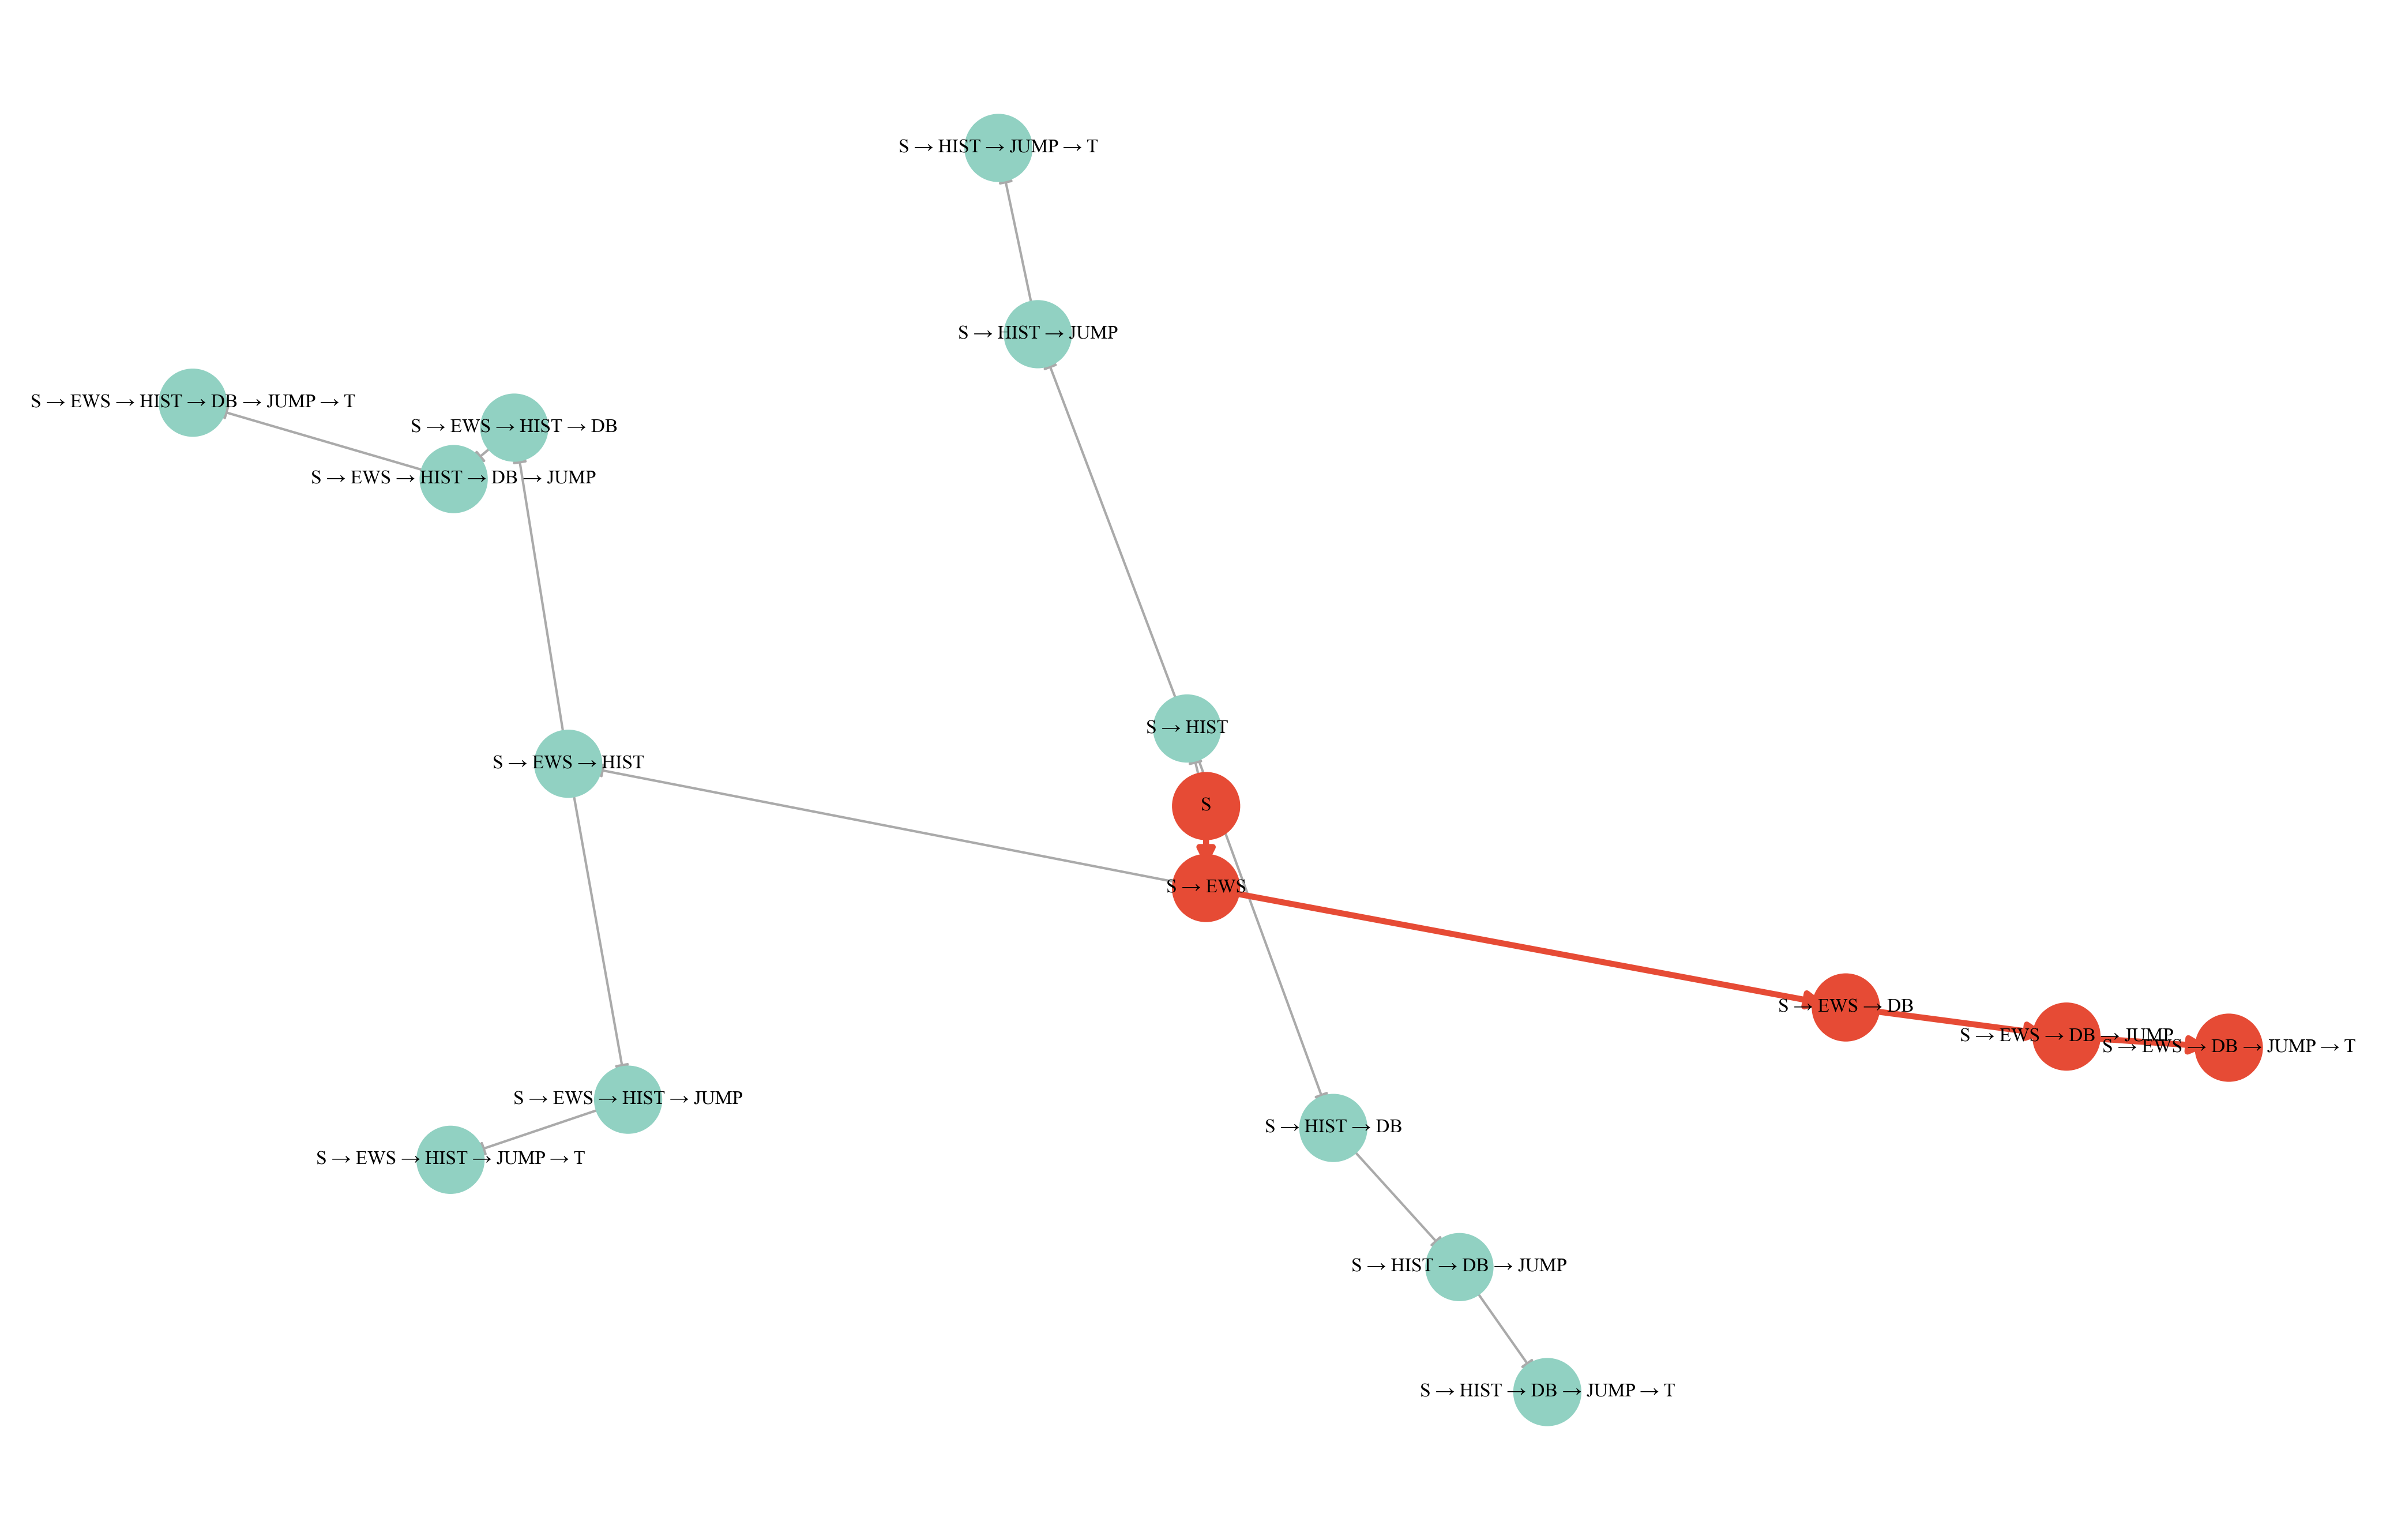 S → HIST → JUMP → T
S → HIST → JUMP
S → EWS → HIST → DB → JUMP → T
S → EWS → HIST → DB
S → EWS → HIST → DB → JUMP
S → HIST
S → EWS → HIST
S
S → EWS
S → EWS → DB
S → EWS → DB → JUMP
S → EWS → DB → JUMP → T
S → EWS → HIST → JUMP
S → HIST → DB
S → EWS → HIST → JUMP → T
S → HIST → DB → JUMP
S → HIST → DB → JUMP → T